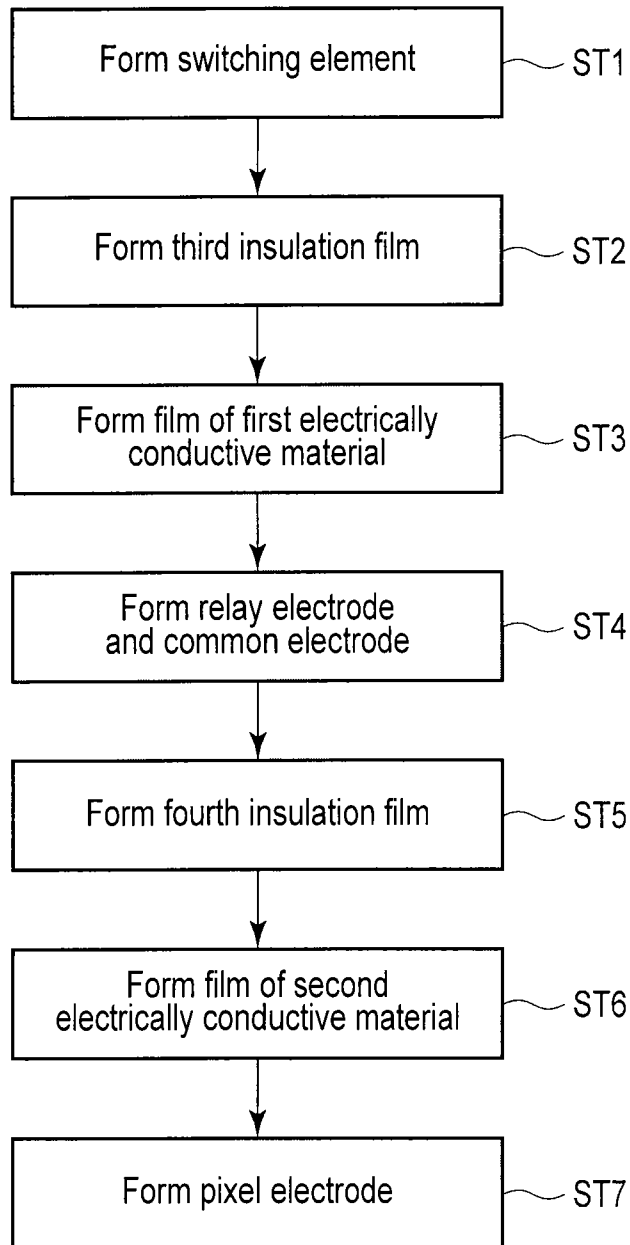 Form switching element
ST1
Form third insulation film
ST2
Form film of first electrically
conductive material
ST3
Form relay electrode
and common electrode
ST4
Form fourth insulation film
ST5
Form film of second
electrically conductive material
ST6
Form pixel electrode
ST7